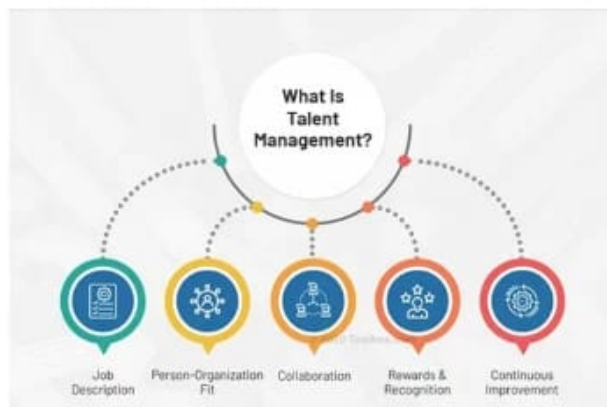 What Is
Talent
Management?
Job
Description
Person-Organization
Fit
Collaboration
Rewards &
Recognition
Continuous
Improvement